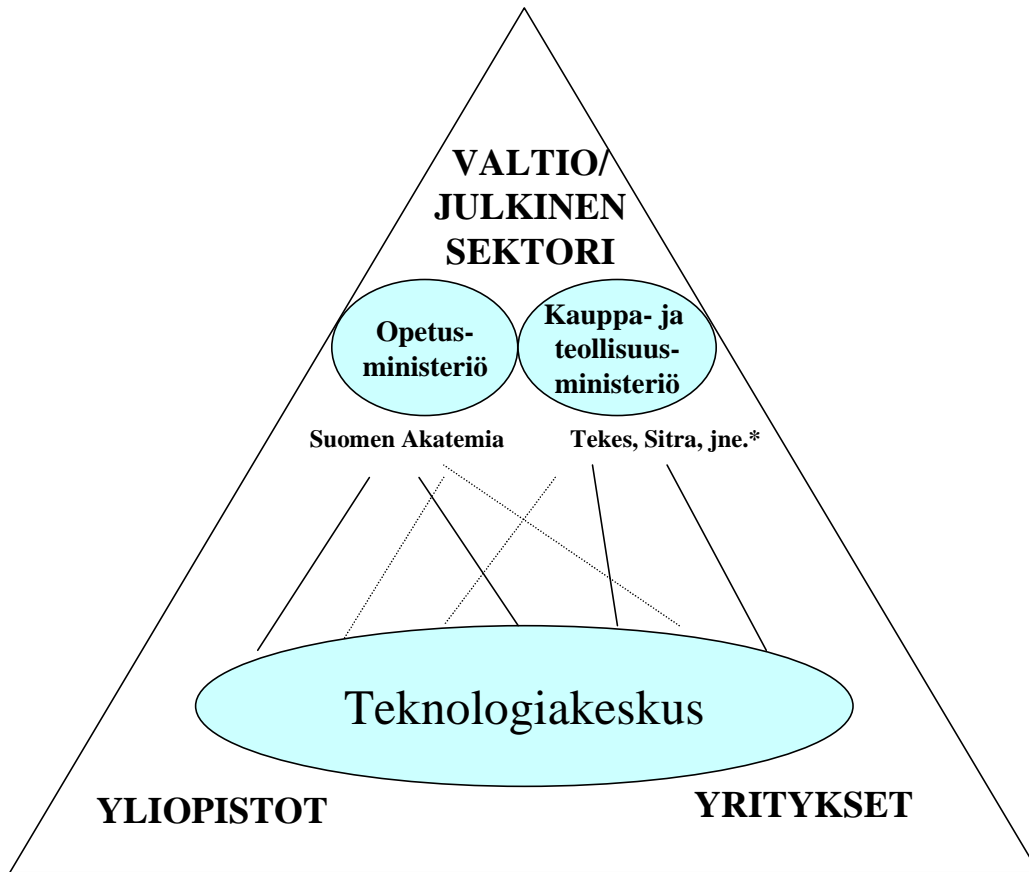 VALTIO/
JULKINEN
SEKTORI
Opetus-
ministeriö
Kauppa- ja
teollisuus-
ministeriö
Suomen Akatemia
Tekes, Sitra, jne.*
Teknologiakeskus
YLIOPISTOT
YRITYKSET